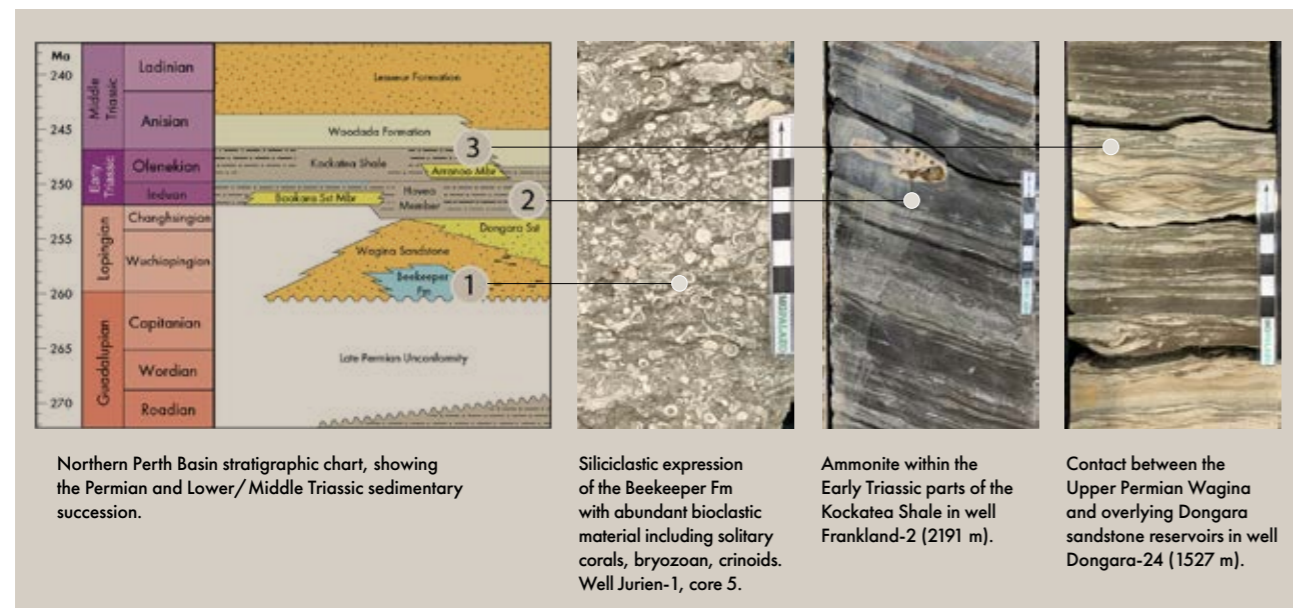 Ma
240
245
250
255
260
265
270
Middle
Triassic
Early
Triassic
Lopingian
Guadalupian
Ladinian
Anisian
Olenekian
Induan
Changhsingian
Wuchiapingian
Capitanian
Wordian
Roadian
Lesueur Formation
Woodada Formation
Kockatea Shale
Arranoo Mbr
Bookara Sst Mbr
Hovea
Member
Dongara Sst
Wagina Sandstone
Beekeeper
Fm
Late Permian Unconformity
3
2
1
Northern Perth Basin stratigraphic chart, showing
the Permian and Lower/Middle Triassic sedimentary
succession.
Siliciclastic expression
of the Beekeeper Fm
with abundant bioclastic
material including solitary
corals, bryozoan, crinoids.
Well Jurien-1, core 5.
Ammonite within the
Early Triassic parts of the
Kockatea Shale in well
Frankland-2 (2191 m).
Contact between the
Upper Permian Wagina
and overlying Dongara
sandstone reservoirs in well
Dongara-24 (1527 m).